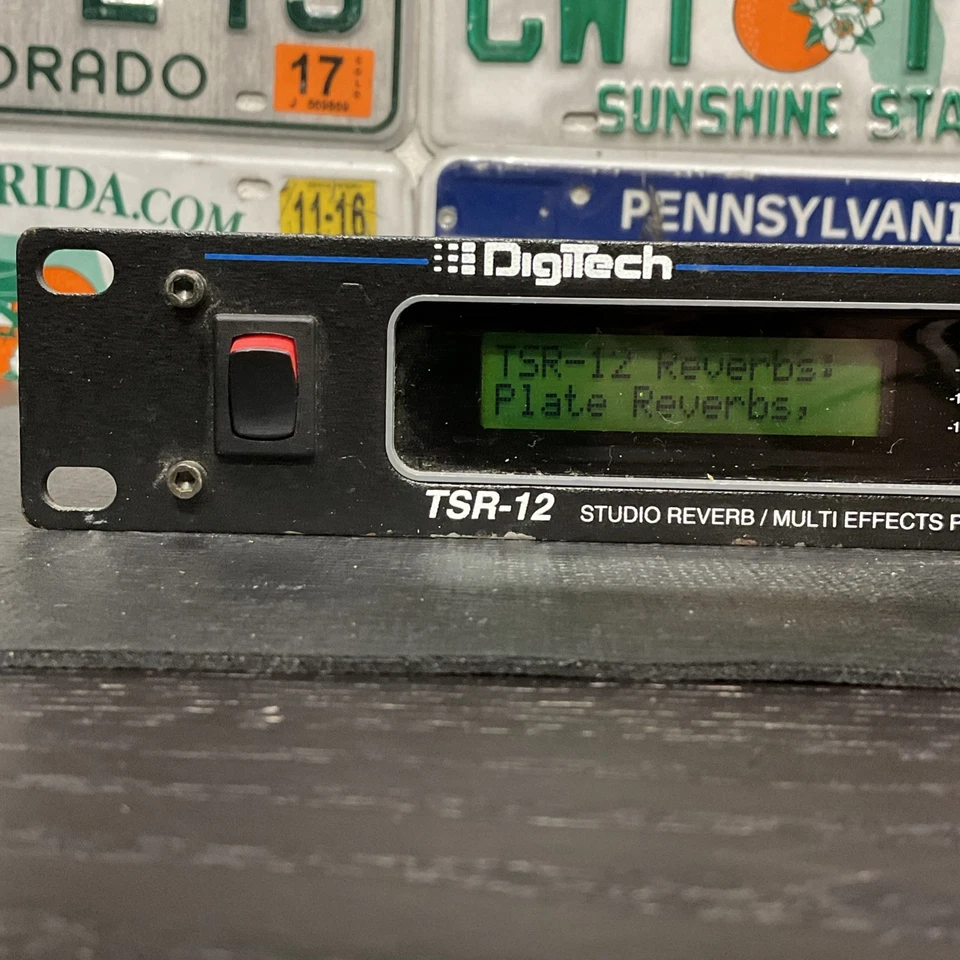 ORADO
17
SUNSHINE STA
RIDA.COM
11-16
PENNSYLVANI
DigiTech
TSR-12 Reverbs:
Plate Reverbs,
TSR-12
STUDIO REVERB / MULTI EFFECTS P